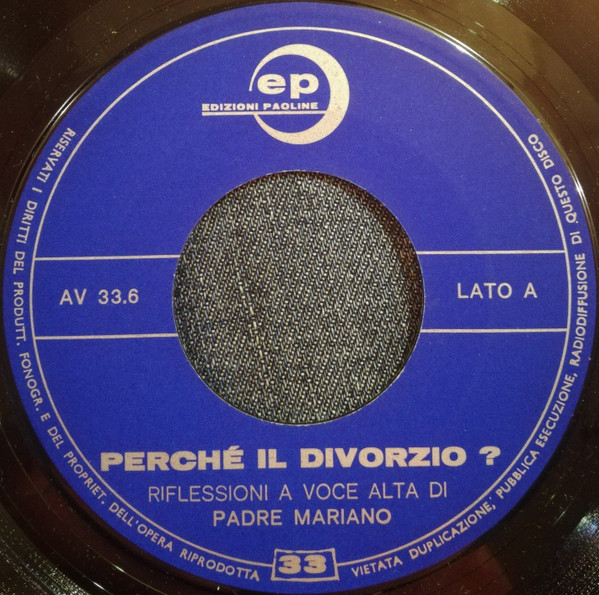 ep
EDIZIONI PAOLINE
AV 33.6
LATO A
PERCHÉ IL DIVORZIO ?
RIFLESSIONI A VOCE ALTA DI
PADRE MARIANO
33
RISERVATI I DIRITTI DEL PRODUTT. FONOGR. E DEL PROPRIET. DELL'OPERA RIPRODOTTA
VIETATA DUPLICAZIONE, PUBBLICA ESECUZIONE, RADIODIFFUSIONE DI QUESTO DISCO